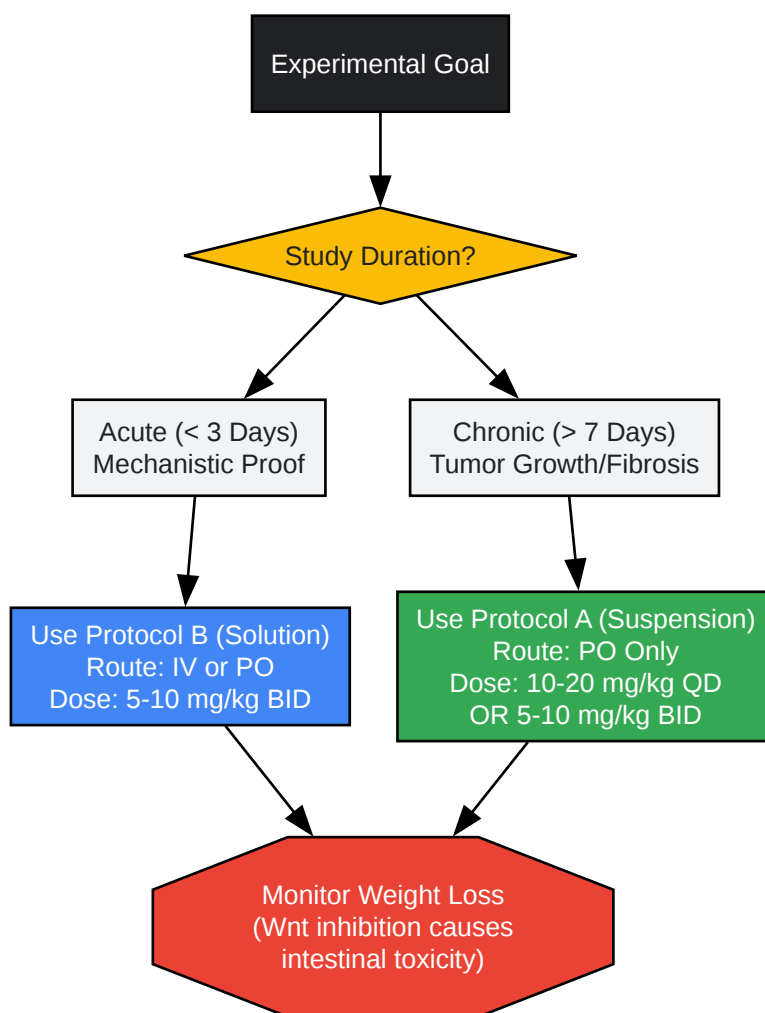 Experimental Goal
Study Duration?
Acute (< 3 Days)
Mechanistic Proof
Chronic (> 7 Days)
Tumor Growth/Fibrosis
Use Protocol B (Solution)
Route: IV or PO
Dose: 5-10 mg/kg BID
Use Protocol A (Suspension)
Route: PO Only
Dose: 10-20 mg/kg QD
OR 5-10 mg/kg BID
Monitor Weight Loss
(Wnt inhibition causes
intestinal toxicity)